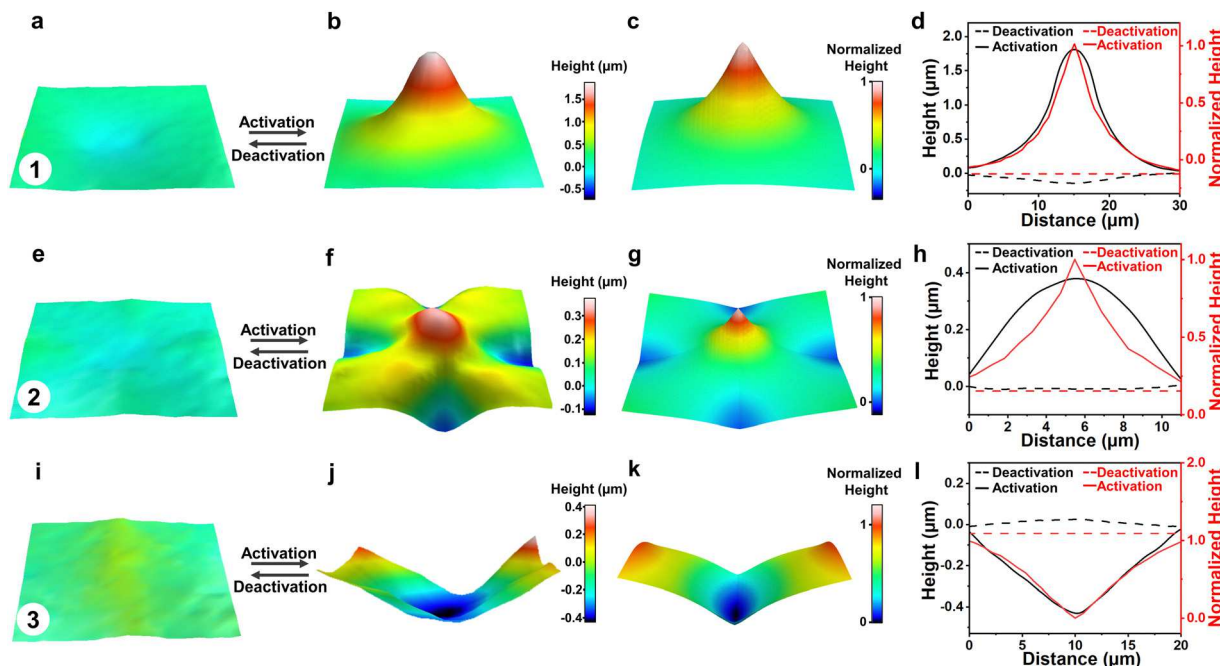 a
b
c
d
Height (µm)
1.5
1.0
0.5
0.0
-0.5
Normalized
Height
1
0
Activation
Deactivation
1
Deactivation
Activation
Deactivation
Activation
2.0
1.5
1.0
0.5
0.0
Height (µm)
1.0
0.5
0.0
Normalized Height
0 10 20 30
Distance (µm)
e
f
g
h
Height (µm)
0.3
0.2
0.1
0.0
-0.1
Normalized
Height
1
0
Activation
Deactivation
2
Deactivation
Activation
Deactivation
Activation
0.4
0.2
0.0
Height (µm)
1.0
0.5
0.0
Normalized Height
0 2 4 6 8 10
Distance (µm)
i
j
k
l
Height (µm)
0.4
0.2
0.0
-0.2
-0.4
Normalized
Height
1
0
Activation
Deactivation
3
Deactivation
Activation
Deactivation
Activation
0.2
0.0
-0.2
-0.4
Height (µm)
2.0
1.0
0.0
Normalized Height
0 5 10 15 20
Distance (µm)